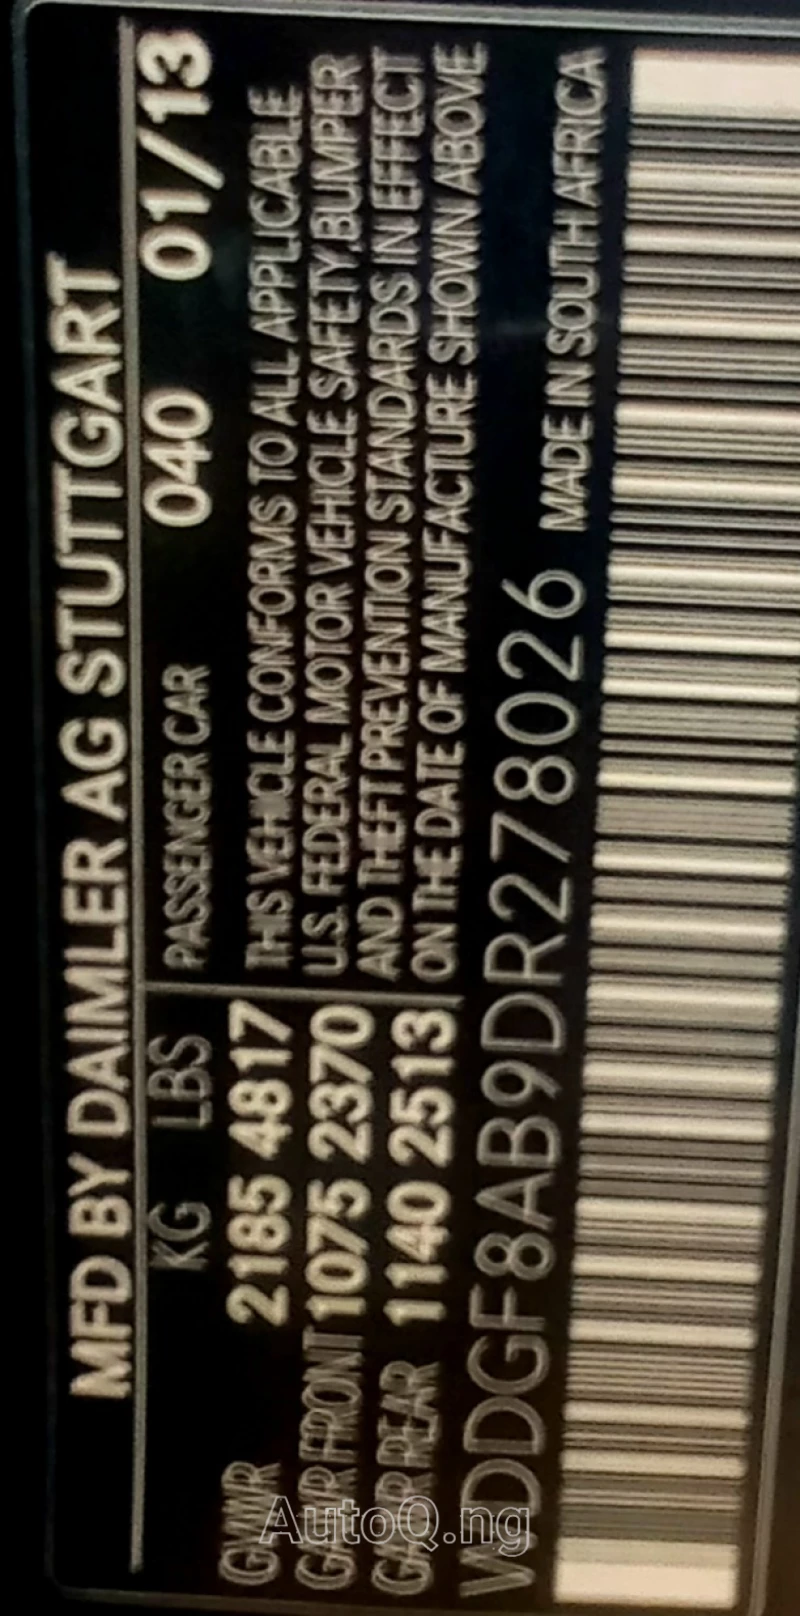 MFD BY DAIMLER AG STUTTGART
KG LBS PASSENGER CAR 040 01/13
GVWR 2185 4817 THIS VEHICLE CONFORMS TO ALL APPLICABLE
GAWR FRONT 1075 2370 U.S. FEDERAL MOTOR VEHICLE SAFETY, BUMPER
GAWR REAR 1140 2513 AND THEFT PREVENTION STANDARDS IN EFFECT
ON THE DATE OF MANUFACTURE SHOWN ABOVE
WDDGF8AB9DR278026 MADE IN SOUTH AFRICA
AutoQ.ng